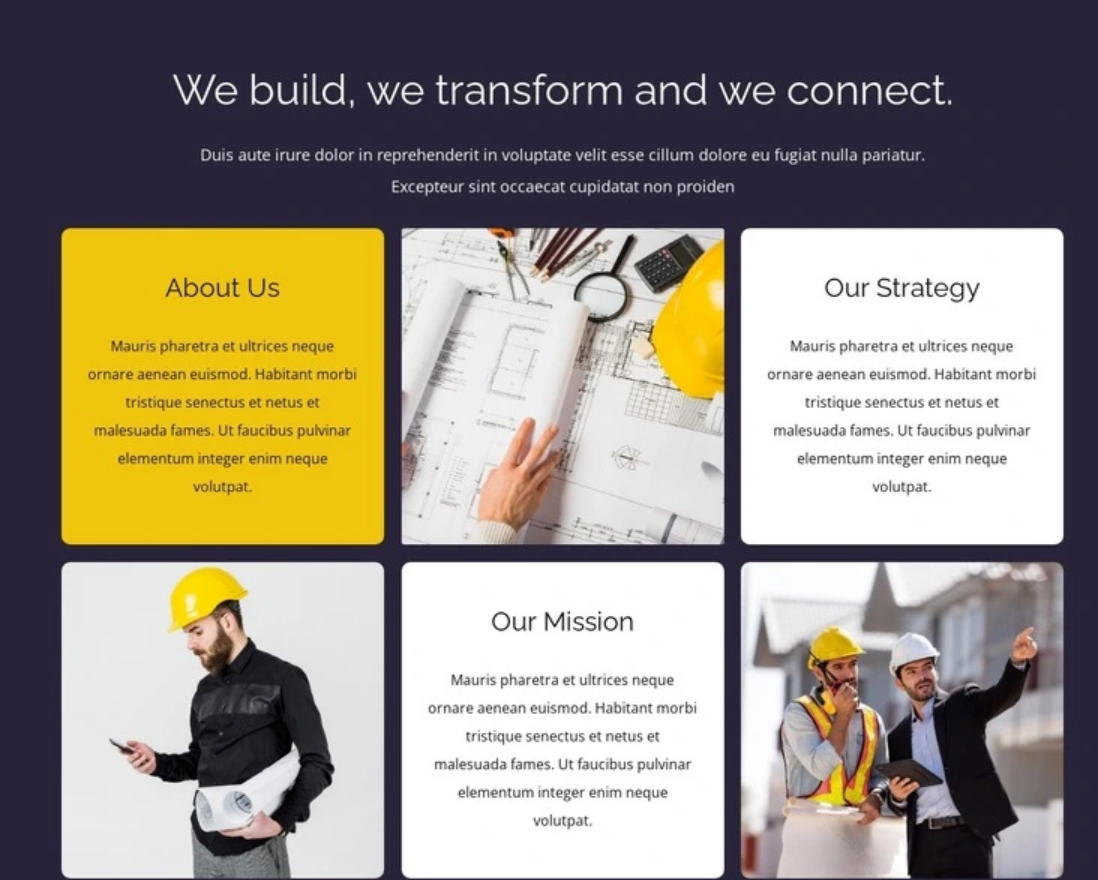 We build, we transform and we connect.
Duis aute irure dolor in reprehenderit in voluptate velit esse cillum dolore eu fugiat nulla pariatur.
Excepteur sint occaecat cupidatat non proiden
About Us
Mauris pharetra et ultrices neque
ornare aenean euismod. Habitant morbi
tristique senectus et netus et
malesuada fames. Ut faucibus pulvinar
elementum integer enim neque
volutpat.
Our Strategy
Mauris pharetra et ultrices neque
ornare aenean euismod. Habitant morbi
tristique senectus et netus et
malesuada fames. Ut faucibus pulvinar
elementum integer enim neque
volutpat.
Our Mission
Mauris pharetra et ultrices neque
ornare aenean euismod. Habitant morbi
tristique senectus et netus et
malesuada fames. Ut faucibus pulvinar
elementum integer enim neque
volutpat.